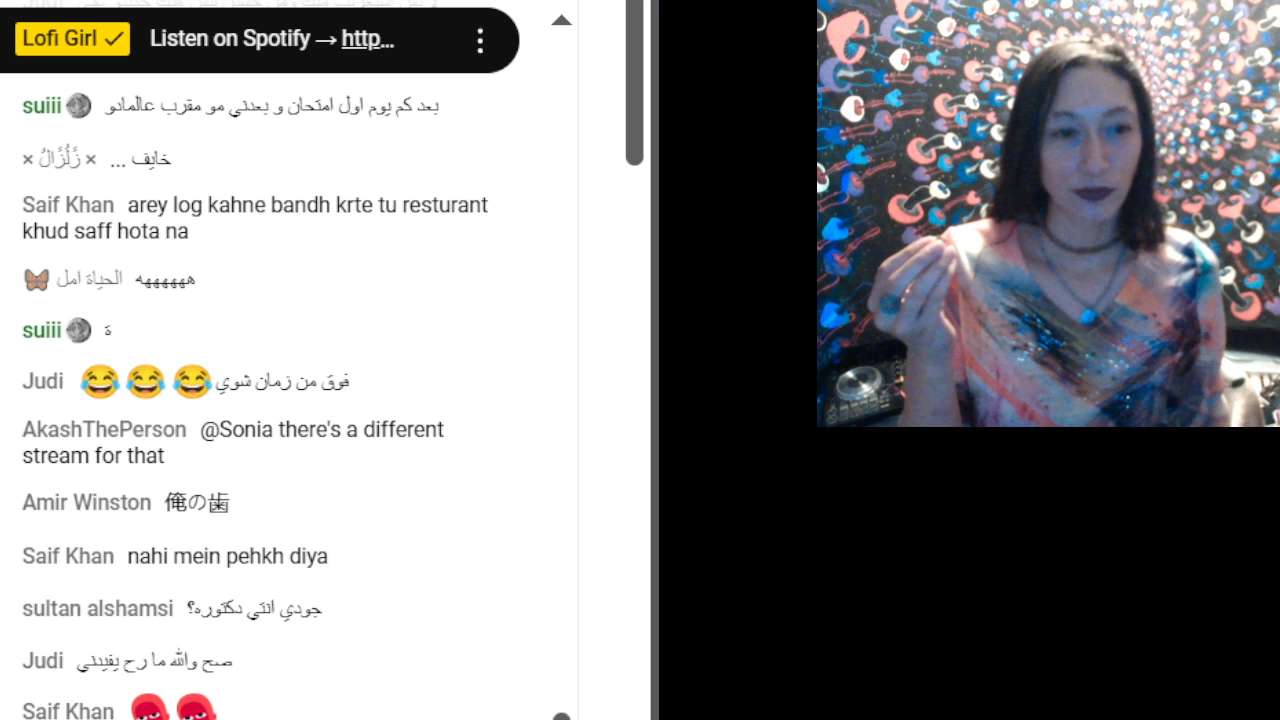 Lofi Girl ✓ Listen on Spotify → http...
suiii بعد كم يوم اول امتحان و بعدني مو مقرب عالمادو
× زَُلُزًَالُ × خايف ...
Saif Khan arey log kahne bandh krte tu resturant
khud saff hota na
الحياة امل هههههه
suiii ة
Judi 😂😂😂 فوق من زمان شوي
AkashThePerson @Sonia there's a different
stream for that
Amir Winston 俺の歯
Saif Khan nahi mein pehkh diya
sultan alshamsi جودي انتي دكتوره؟
Judi صح والله ما رح يفيدني
Saif Khan